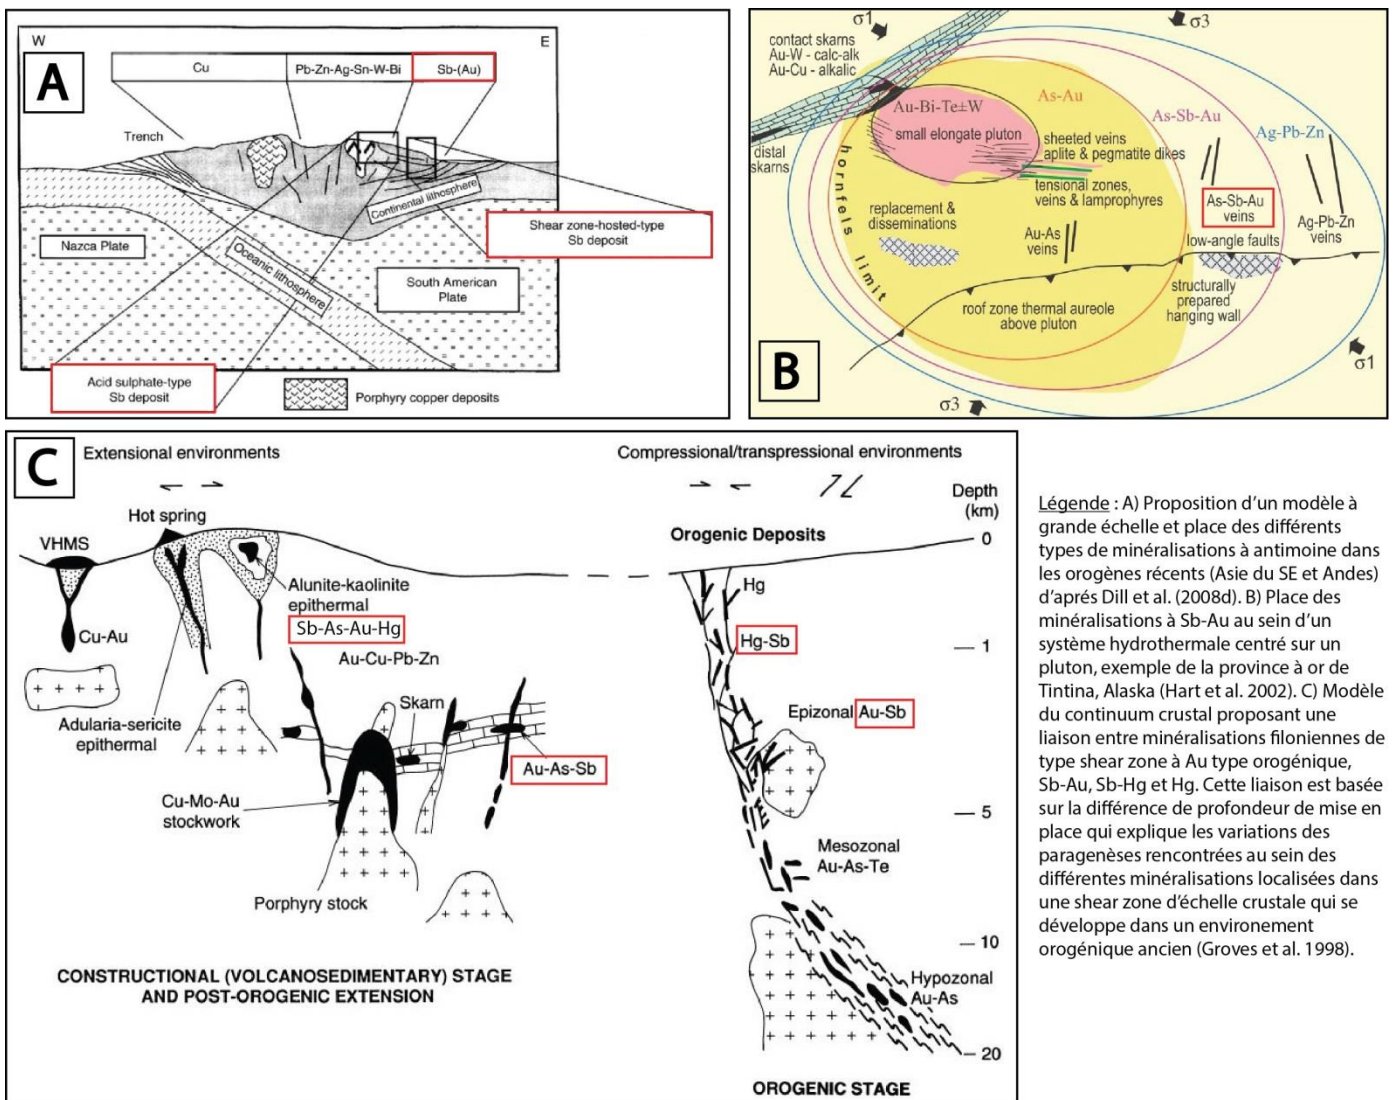 W
E
A
Cu
Pb-Zn-Ag-Sn-W-Bi
Sb-(Au)
Trench
Continental lithosphere
Shear zone-hosted-type
Sb deposit
Nazca Plate
Oceanic lithosphere
South American
Plate
Acid sulphate-type
Sb deposit
Porphyry copper deposits
B
σ1
σ3
contact skarns
Au-W - calc-alk
Au-Cu - alkalic
Au-Bi-Te±W
As-Au
small elongate pluton
As-Sb-Au
Ag-Pb-Zn
distal
skarns
hornfels limit
sheeted veins
aplite & pegmatite dikes
tensional zones,
veins & lamprophyres
replacement &
disseminations
Au-As
veins
As-Sb-Au
veins
Ag-Pb-Zn
veins
low-angle faults
structurally
prepared
hanging wall
roof zone thermal aureole
above pluton
σ1
σ3
C
Extensional environments
Compressional/transpressional environments
Depth
(km)
Hot spring
VHMS
Orogenic Deposits
0
Alunite-kaolinite
epithermal
Hg
Cu-Au
Sb-As-Au-Hg
Hg-Sb
1
Au-Cu-Pb-Zn
Skarn
Epizonal Au-Sb
Adularia-sericite
epithermal
Au-As-Sb
Cu-Mo-Au
stockwork
5
Mesozonal
Au-As-Te
Porphyry stock
10
Hypozonal
Au-As
CONSTRUCTIONAL (VOLCANOSEDIMENTARY) STAGE
AND POST-OROGENIC EXTENSION
20
OROGENIC STAGE
Légende : A) Proposition d’un modèle à
grande échelle et place des différents
types de minéralisations à antimoine dans
les orogènes récents (Asie du SE et Andes)
d’aprés Dill et al. (2008d). B) Place des
minéralisations à Sb-Au au sein d’un
système hydrothermale centré sur un
pluton, exemple de la province à or de
Tintina, Alaska (Hart et al. 2002). C) Modèle
du continuum crustal proposant une
liaison entre minéralisations filoniennes de
type shear zone à Au type orogénique,
Sb-Au, Sb-Hg et Hg. Cette liaison est basée
sur la différence de profondeur de mise en
place qui explique les variations des
paragenèses rencontrées au sein des
différentes minéralisations localisées dans
une shear zone d’échelle crustale qui se
développe dans un environement
orogénique ancien (Groves et al. 1998).